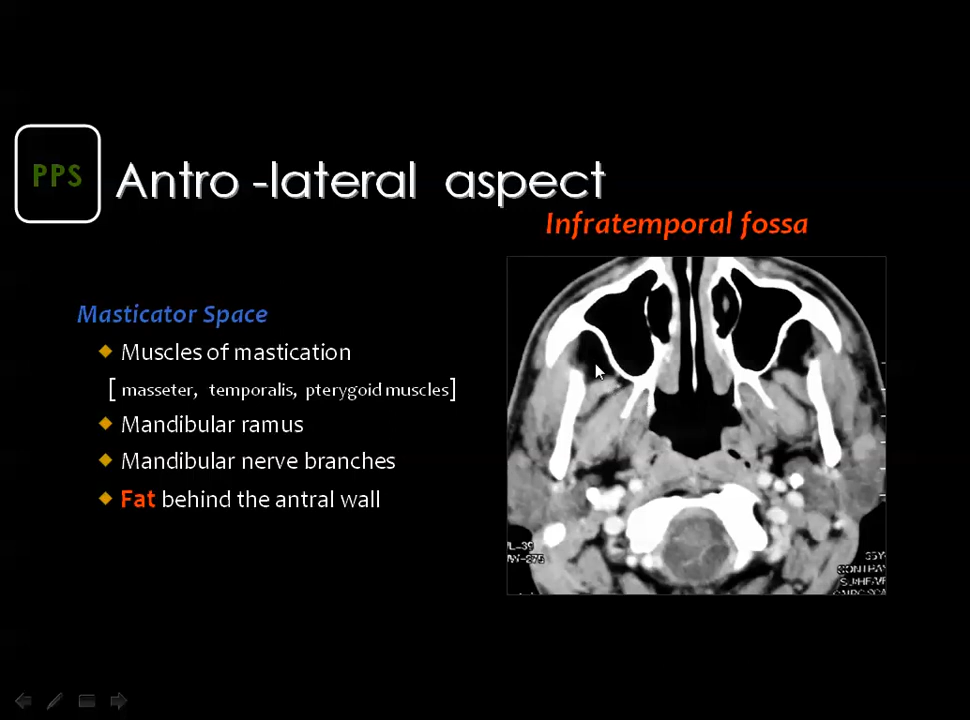 PPS
Antro -lateral aspect
Infratemporal fossa
Masticator Space
Muscles of mastication
[ masseter, temporalis, pterygoid muscles]
Mandibular ramus
Mandibular nerve branches
Fat behind the antral wall